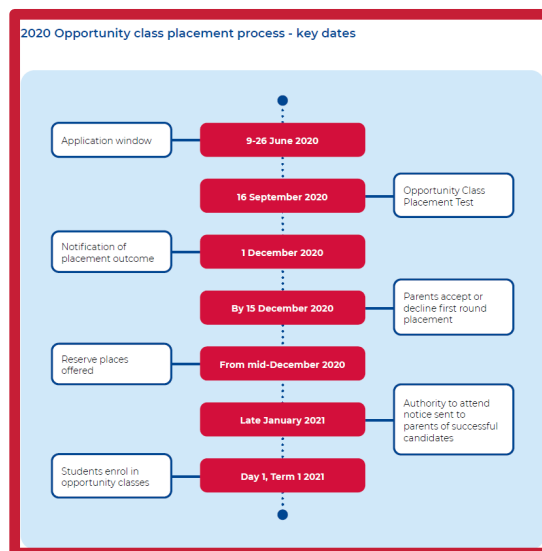 2020 Opportunity class placement process - key dates
Application window
9-26 June 2020
16 September 2020
Opportunity Class
Placement Test
Notification of
placement outcome
1 December 2020
By 15 December 2020
Parents accept or
decline first round
placement
Reserve places
offered
From mid-December 2020
Late January 2021
Authority to attend
notice sent to
parents of successful
candidates
Students enrol in
opportunity classes
Day 1, Term 1 2021